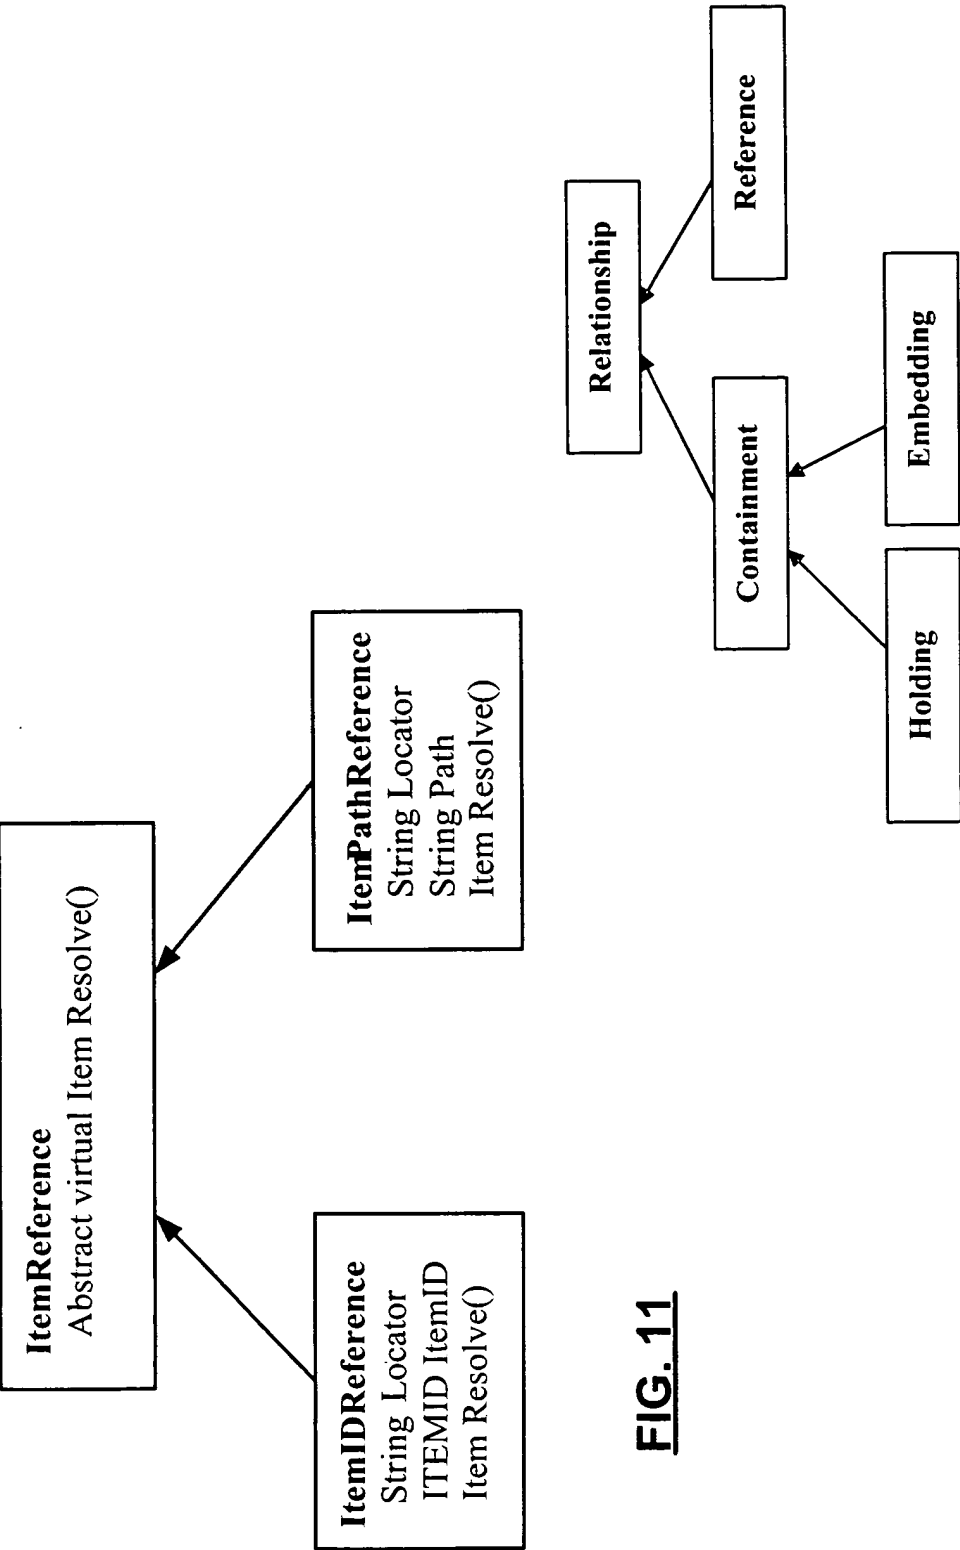 ItemReference
Abstract virtual Item Resolve()
ItemIDReference
String Locator
ITEMID ItemID
Item Resolve()
ItemPathReference
String Locator
String Path
Item Resolve()
FIG. 11
Relationship
Containment
Reference
Holding
Embedding